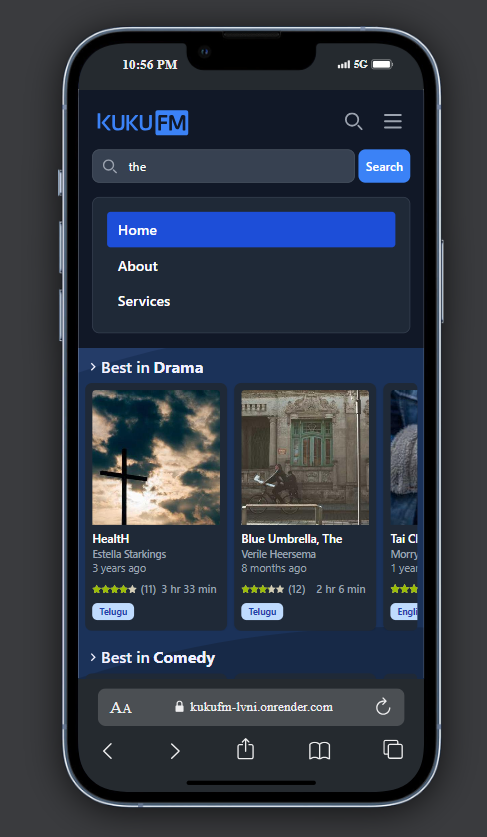 10:56 PM 5G
KUKU FM
the Search
Home
About
Services
> Best in Drama
HealtH
Estella Starkings
3 years ago
(11) 3 hr 33 min
Telugu
Blue Umbrella, The
Verile Heersema
8 months ago
(12) 2 hr 6 min
Telugu
Tai
Morry
1 year
Engli
> Best in Comedy
AA kukufm-lvni.onrender.com